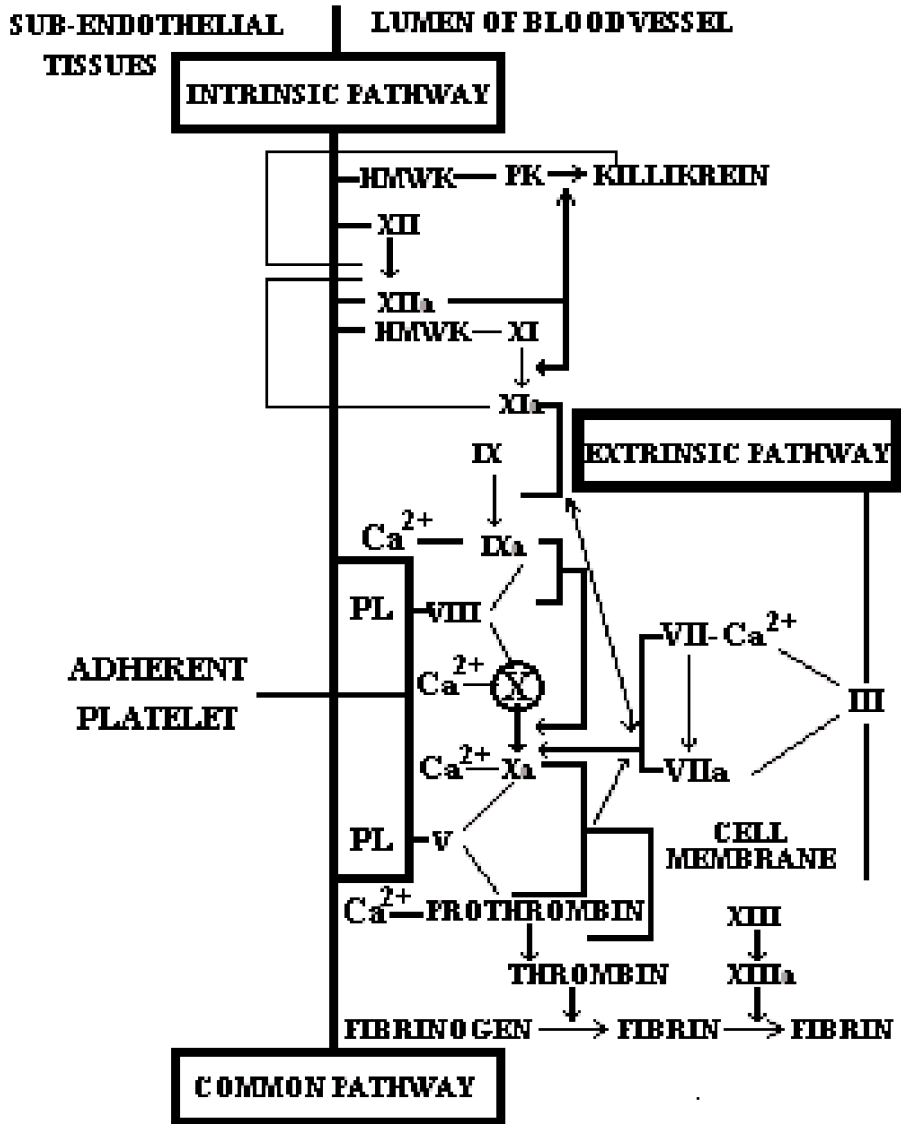 SUB-ENDOTHELIAL
TISSUES
LUMEN OF BLOOD VESSEL
INTRINSIC PATHWAY
HMWK PK KILLIKREIN
XII
XIIa
HMWK XI
XIa
EXTRINSIC PATHWAY
IX
Ca2+ IXa
PL VIII
VII-Ca2+
ADHERENT
PLATELET
Ca2+ X
III
Ca2+ Xa
VIIa
PL V
CELL
MEMBRANE
Ca2+ PROTHROMBIN
XIII
THROMBIN
XIIIa
FIBRINOGEN FIBRIN FIBRIN
COMMON PATHWAY